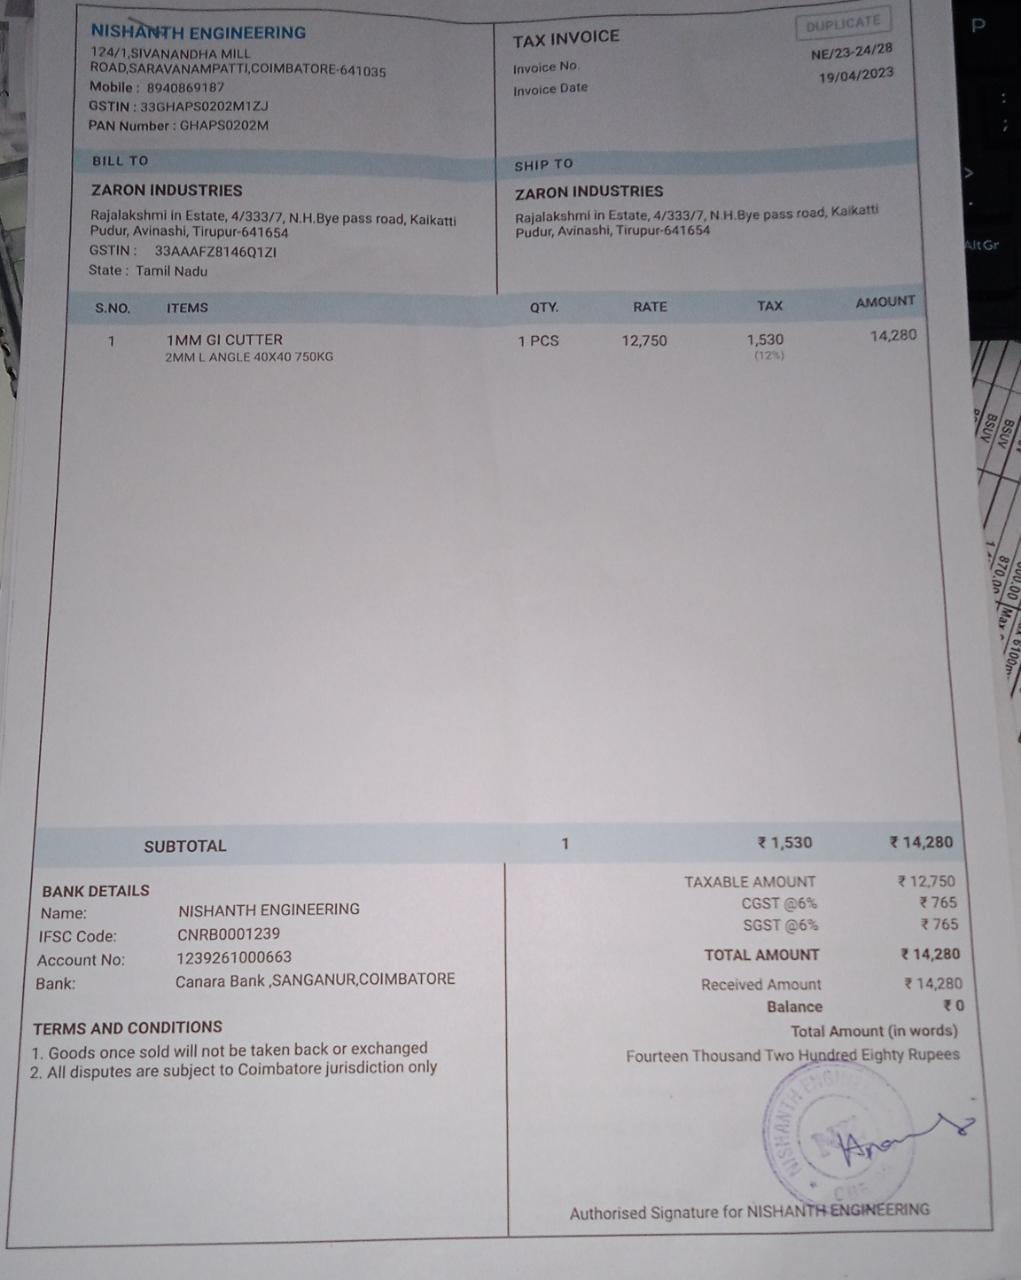 NISHANTH ENGINEERING
124/1,SIVANANDHA MILL
ROAD,SARAVANAMPATTI,COIMBATORE-641035
Mobile : 8940869187
GSTIN : 33GHAPS0202M1ZJ
PAN Number : GHAPS0202M
TAX INVOICE
DUPLICATE
Invoice No. NE/23-24/28
Invoice Date 19/04/2023
BILL TO
ZARON INDUSTRIES
Rajalakshmi in Estate, 4/333/7, N.H.Bye pass road, Kaikatti
Pudur, Avinashi, Tirupur-641654
GSTIN : 33AAAFZ8146Q1ZI
State : Tamil Nadu
SHIP TO
ZARON INDUSTRIES
Rajalakshmi in Estate, 4/333/7, N.H.Bye pass road, Kaikatti
Pudur, Avinashi, Tirupur-641654
S.NO. ITEMS QTY. RATE TAX AMOUNT
1 1MM GI CUTTER 1 PCS 12,750 1,530 14,280
2MM L ANGLE 40X40 750KG (12%)
SUBTOTAL 1 ₹ 1,530 ₹ 14,280
BANK DETAILS
Name: NISHANTH ENGINEERING
IFSC Code: CNRB0001239
Account No: 1239261000663
Bank: Canara Bank ,SANGANUR,COIMBATORE
TERMS AND CONDITIONS
1. Goods once sold will not be taken back or exchanged
2. All disputes are subject to Coimbatore jurisdiction only
TAXABLE AMOUNT ₹ 12,750
CGST @6% ₹ 765
SGST @6% ₹ 765
TOTAL AMOUNT ₹ 14,280
Received Amount ₹ 14,280
Balance ₹ 0
Total Amount (in words)
Fourteen Thousand Two Hundred Eighty Rupees
NISHANTH
Authorised Signature for NISHANTH ENGINEERING
P
AltGr
BSUV
BSUV
870.00